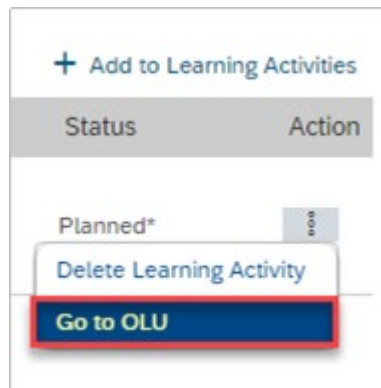 + Add to Learning Activities
Status Action
Planned*
Delete Learning Activity
Go to OLU